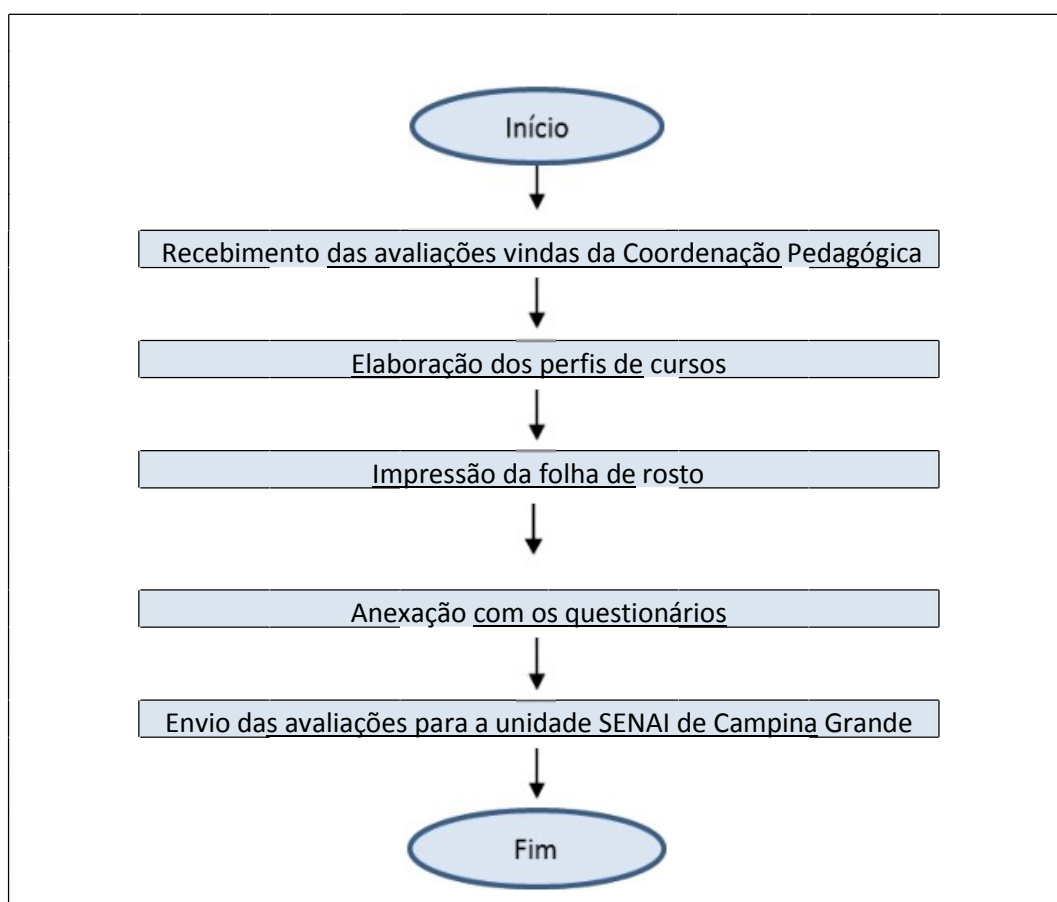 Início
Recebimento das avaliações vindas da Coordenação Pedagógica
Elaboração dos perfis de cursos
Impressão da folha de rosto
Anexação com os questionários
Envio das avaliações para a unidade SENAI de Campina Grande
Fim